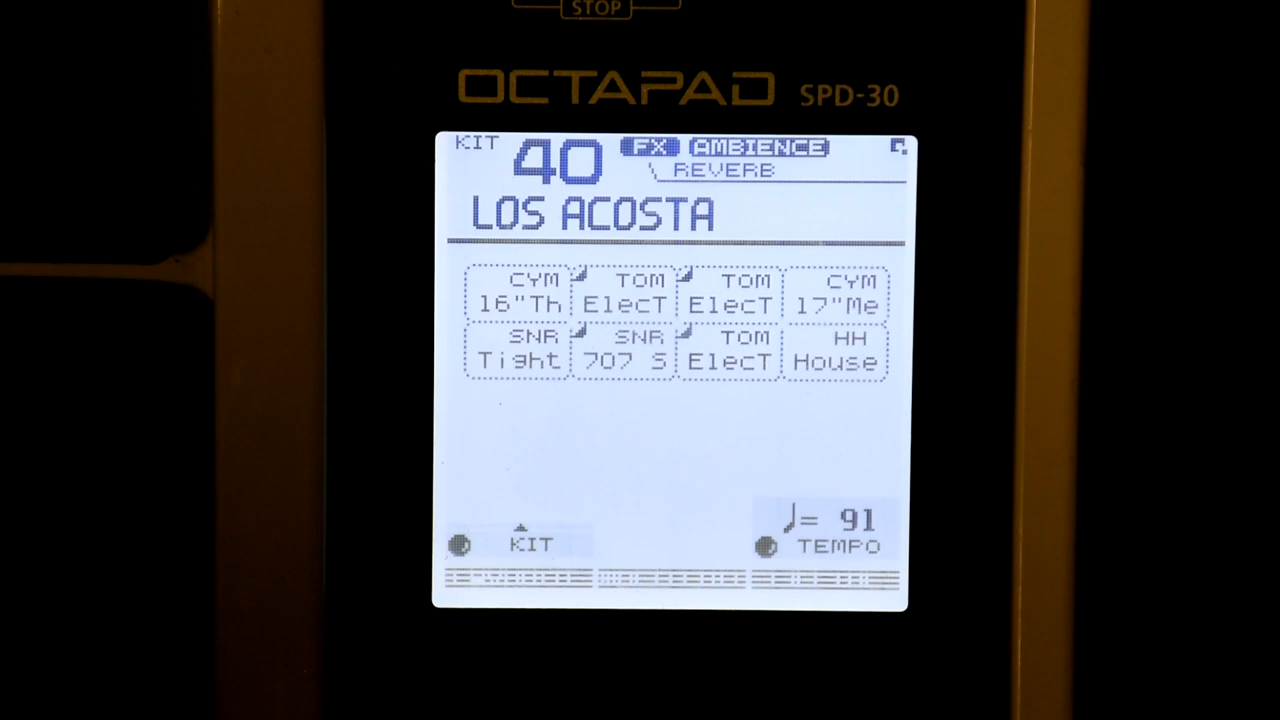 STOP
OCTAPAD SPD-30
KIT 40 FX AMBIENCE
REVERB
LOS ACOSTA
CYM TOM TOM CYM
16"Th ElecT ElecT 17"Me
SNR SNR TOM HH
Tight 707 S ElecT House
♩= 91
KIT TEMPO